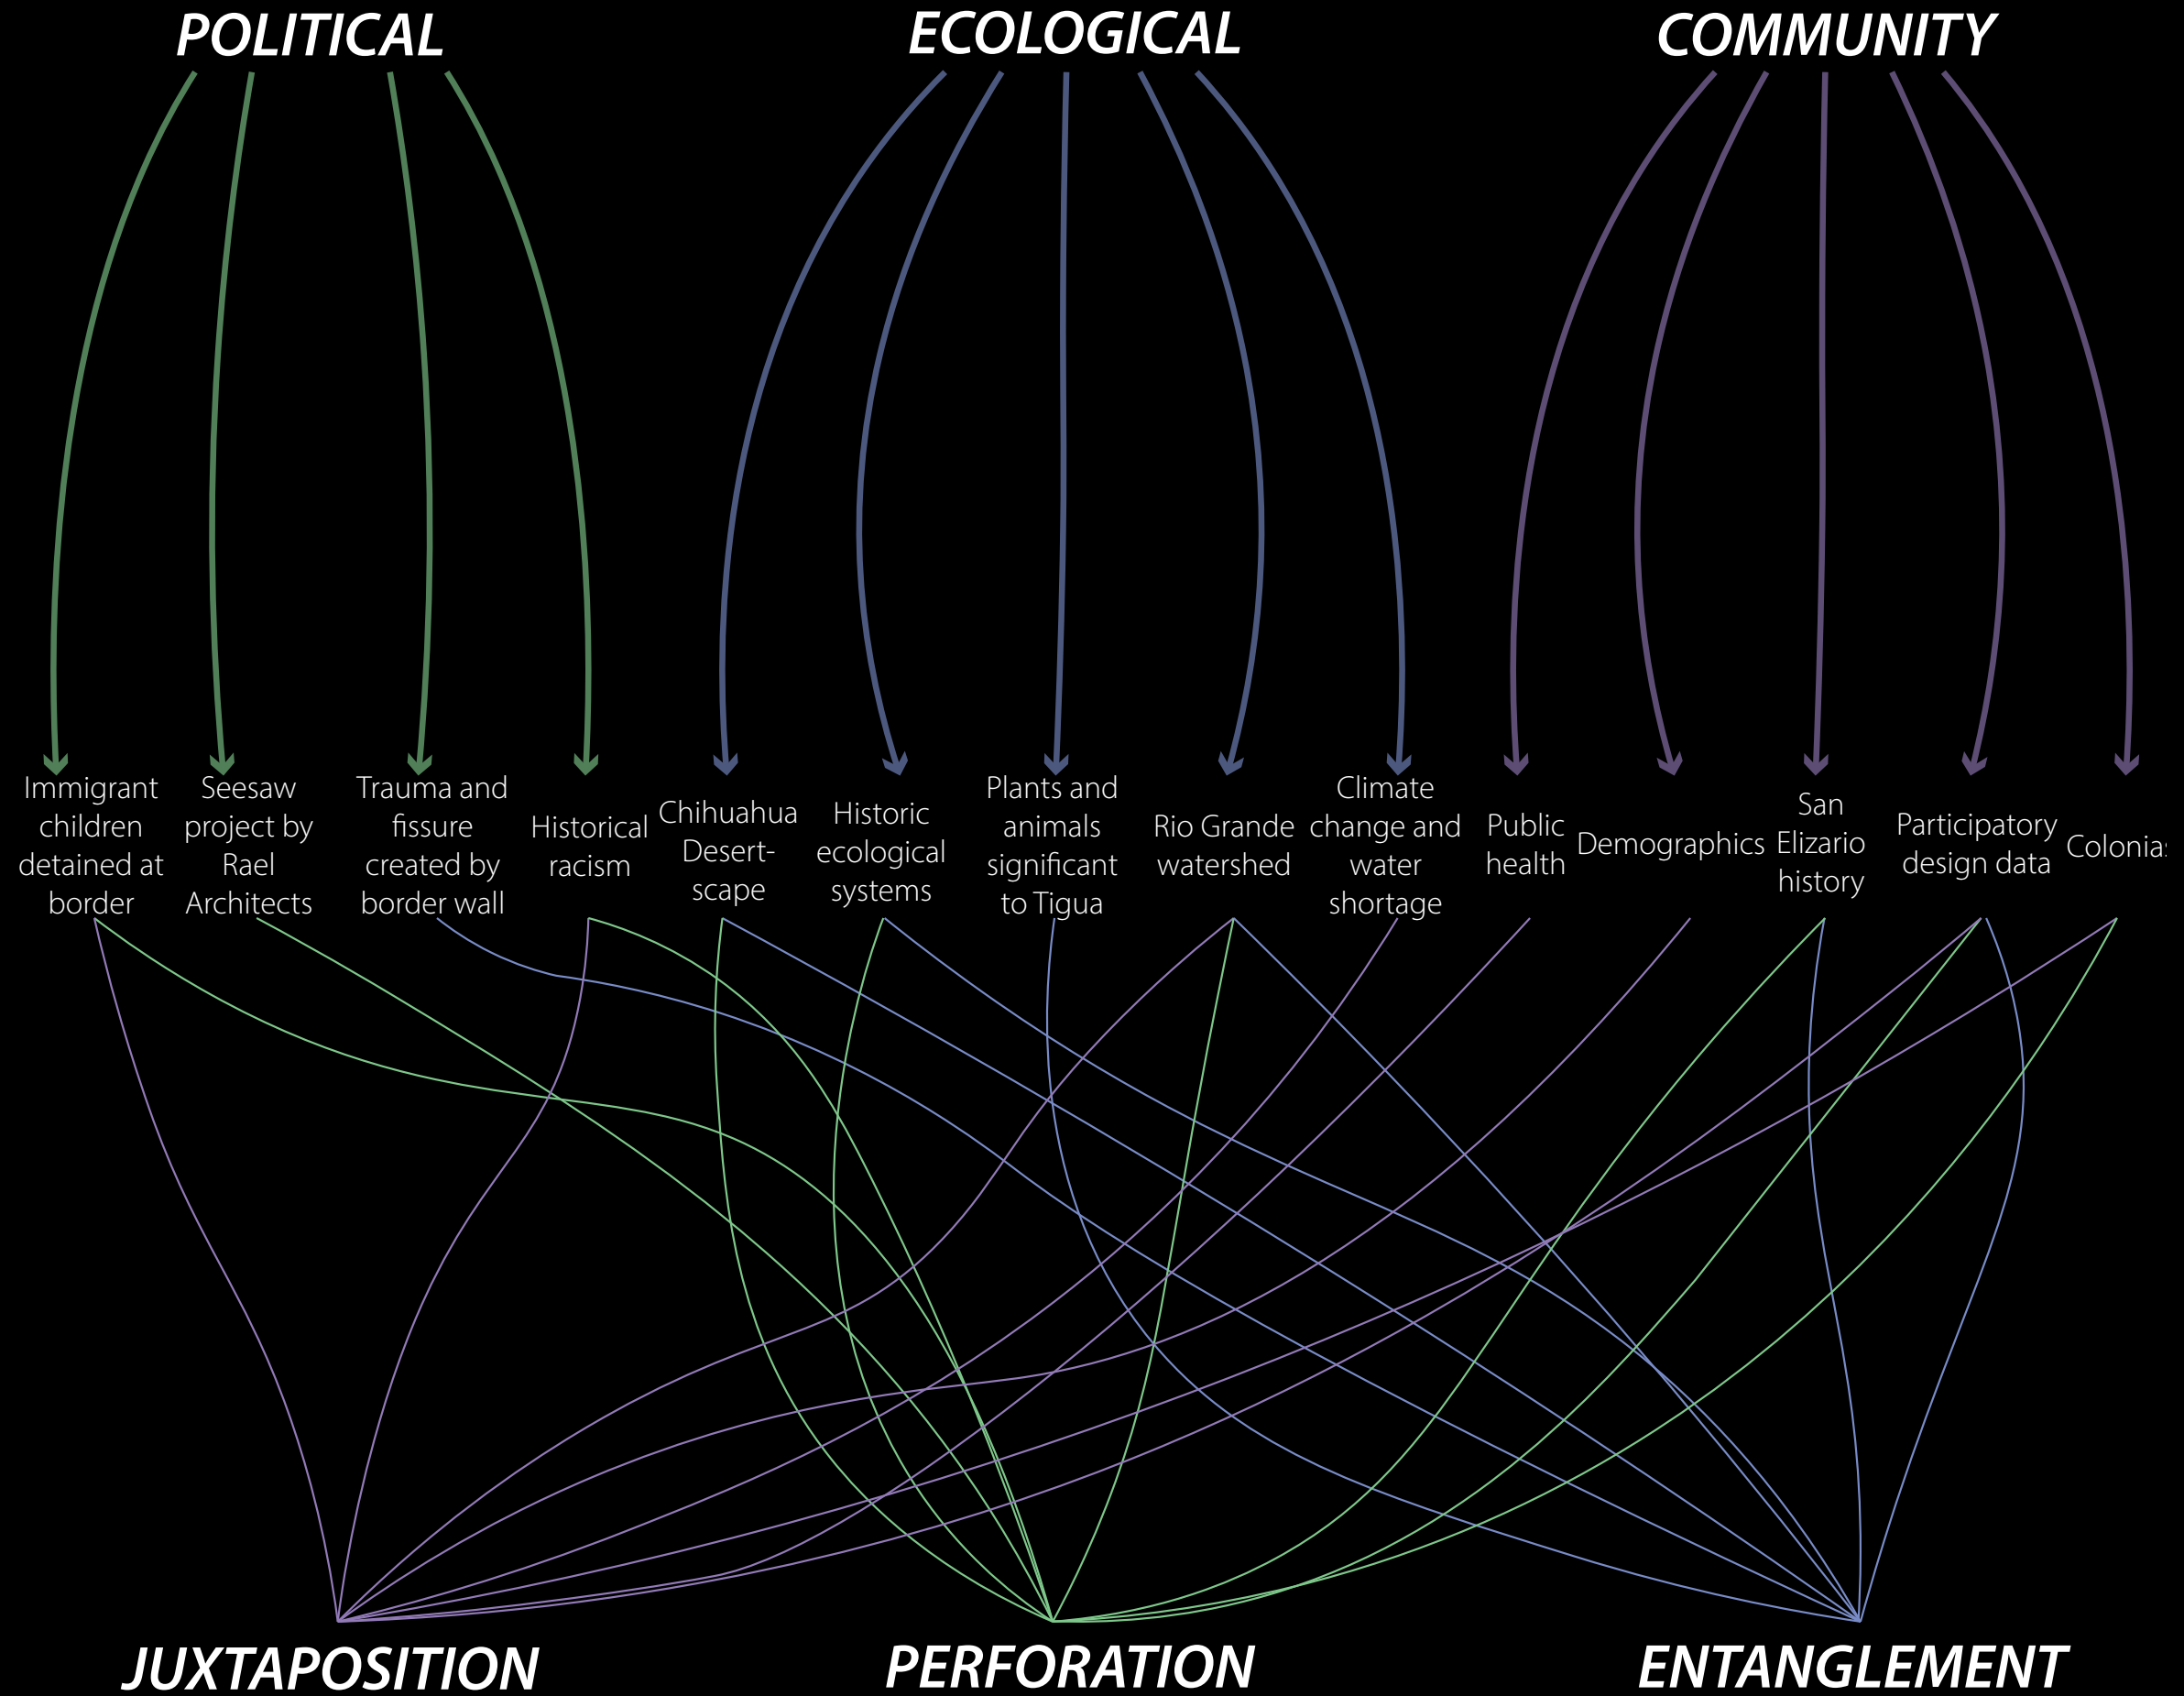 POLITICAL
ECOLOGICAL
COMMUNITY
Immigrant
children
detained at
border
Seesaw
project by
Rael
Architects
Trauma and
fissure
created by
border wall
Historical
racism
Chihuahua
Desert-
scape
Historic
ecological
systems
Plants and
animals
significant
to Tigua
Rio Grande
watershed
Climate
change and
water
shortage
Public
health
Demographics
San
Elizario
history
Participatory
design data
Colonias
JUXTAPOSITION
PERFORATION
ENTANGLEMENT